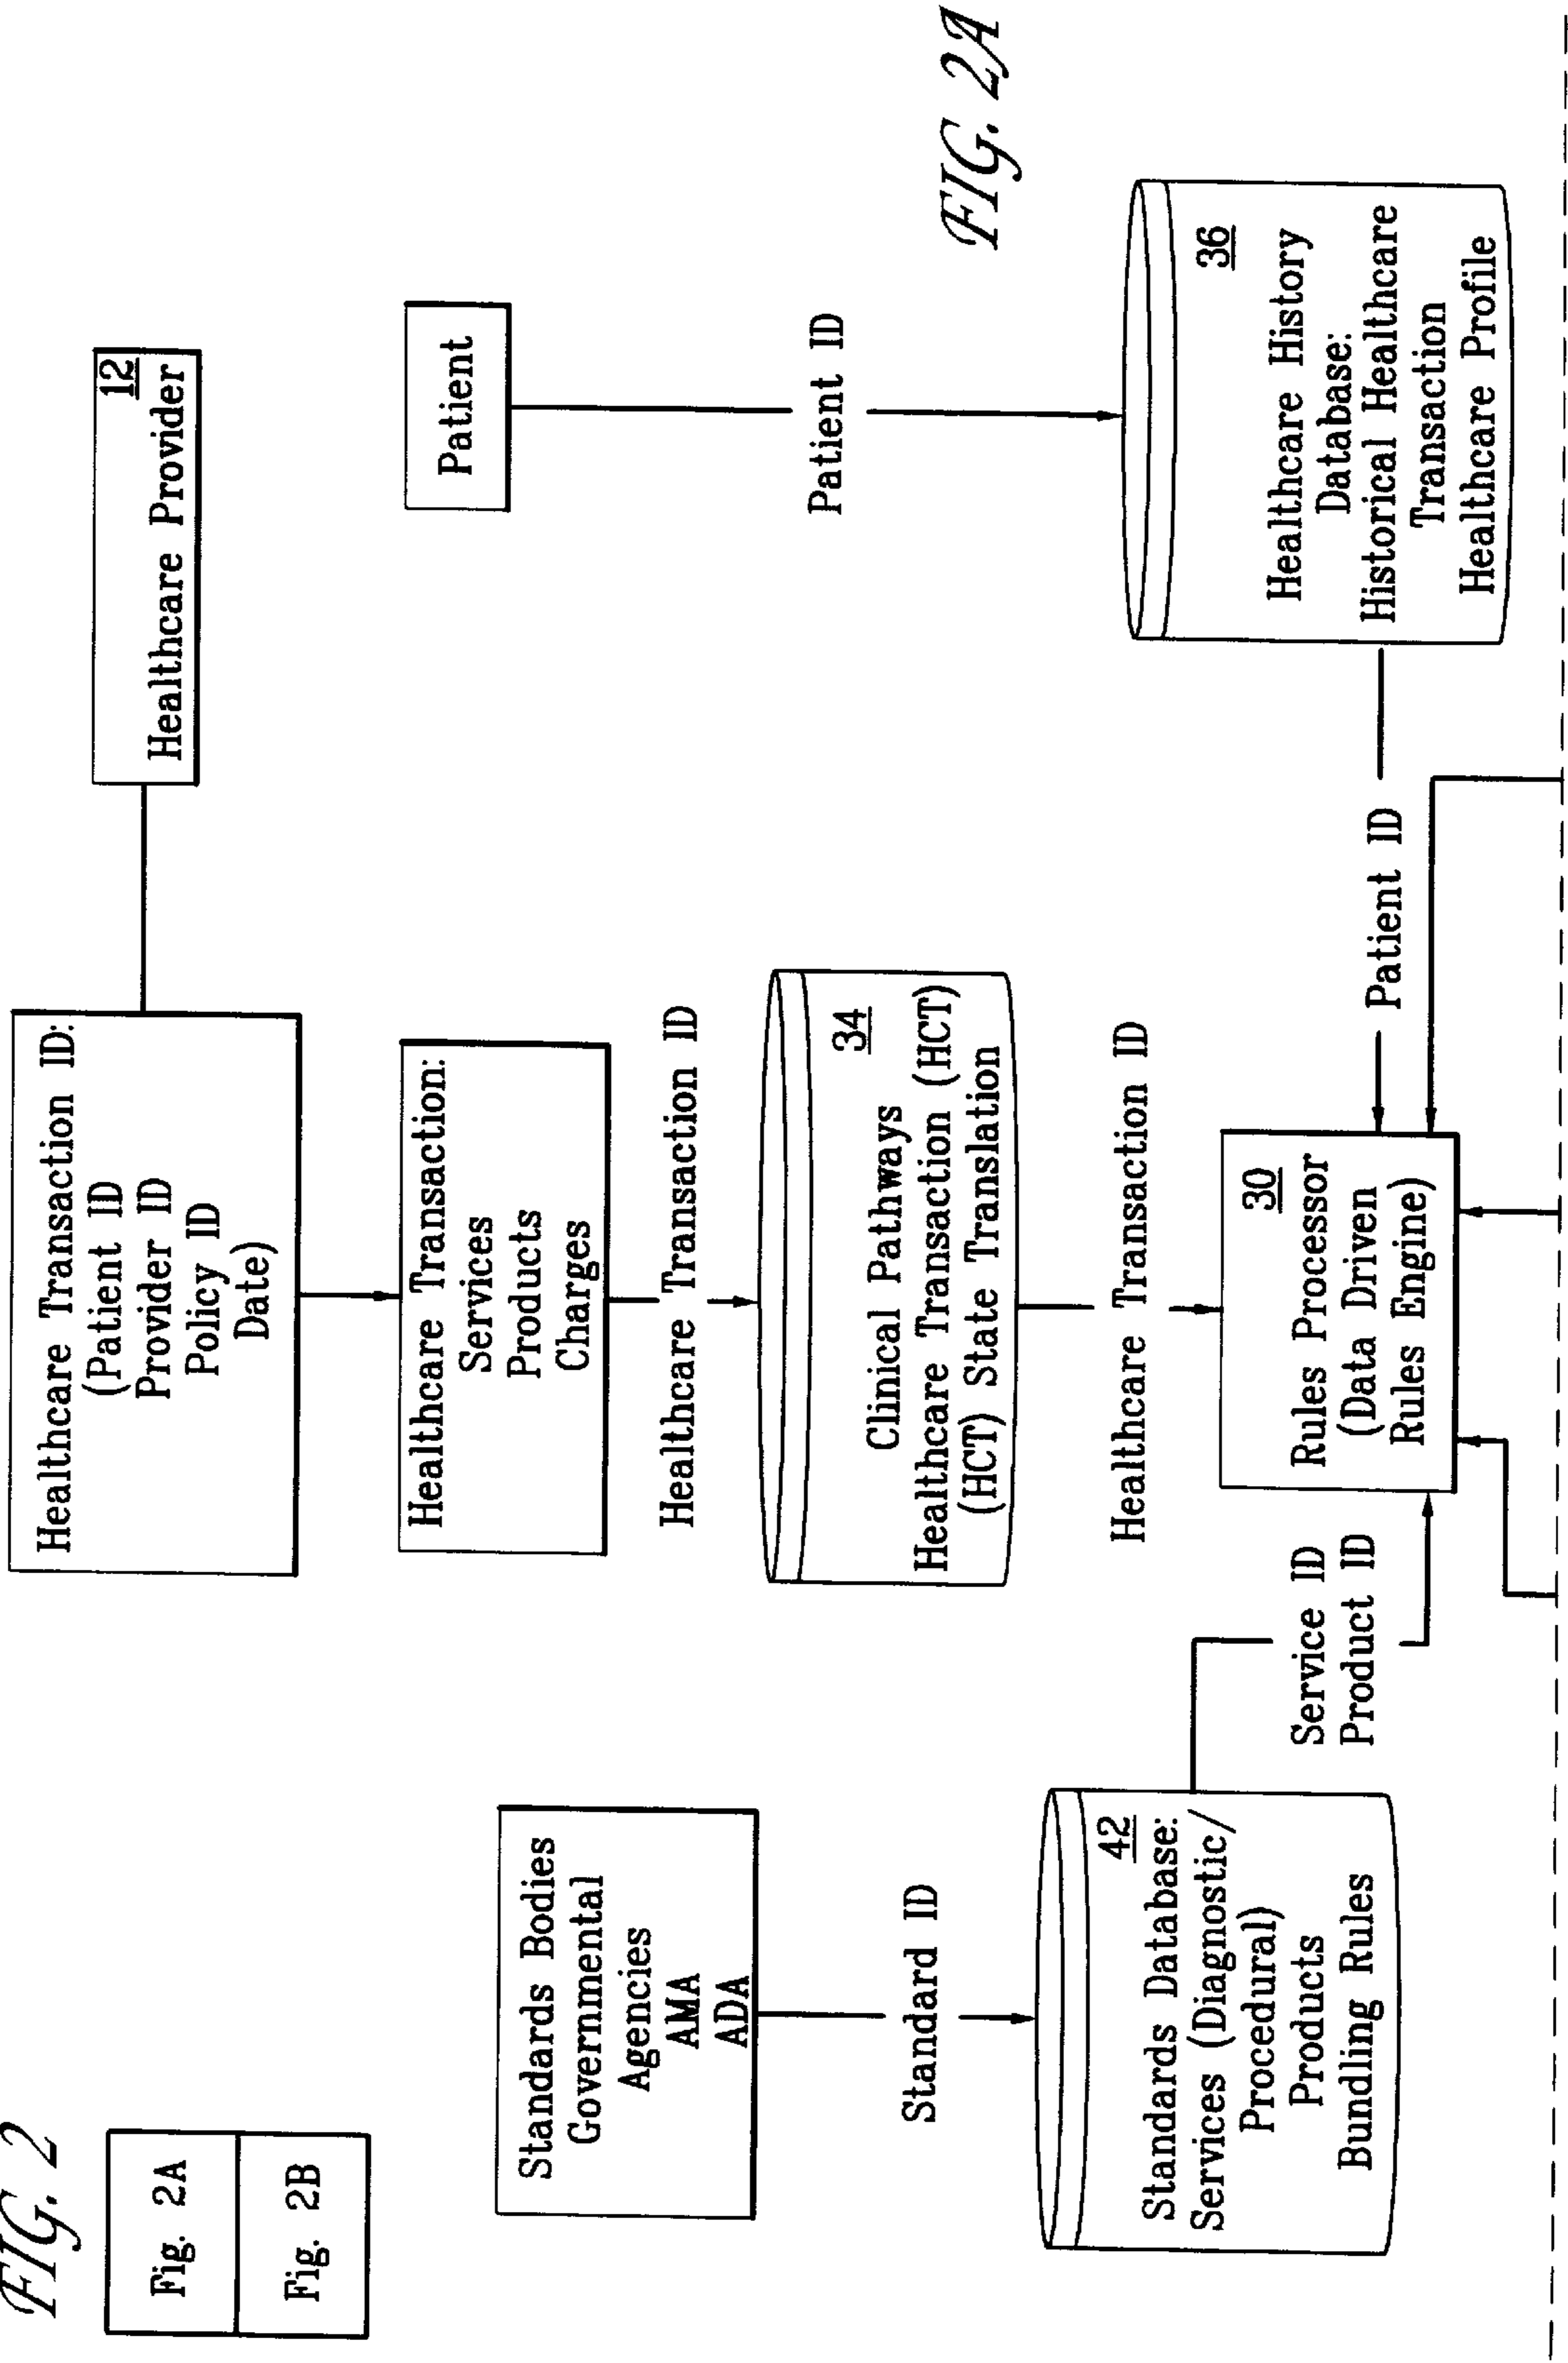 FIG. 2
Fig. 2A
Fig. 2B
Healthcare Transaction ID:
(Patient ID
Provider ID
Policy ID
Date)
12
Healthcare Provider
Healthcare Transaction:
Services
Products
Charges
Patient
Standards Bodies
Governmental
Agencies
AMA
ADA
Healthcare Transaction ID
Patient ID
Standard ID
34
Clinical Pathways
Healthcare Transaction (HCT)
(HCT) State Translation
FIG. 2A
42
Standards Database:
Services (Diagnostic/
Procedural)
Products
Bundling Rules
Healthcare Transaction ID
36
Healthcare History
Database:
Historical Healthcare
Transaction
Healthcare Profile
Service ID
Product ID
30
Rules Processor
(Data Driven
Rules Engine)
Patient ID